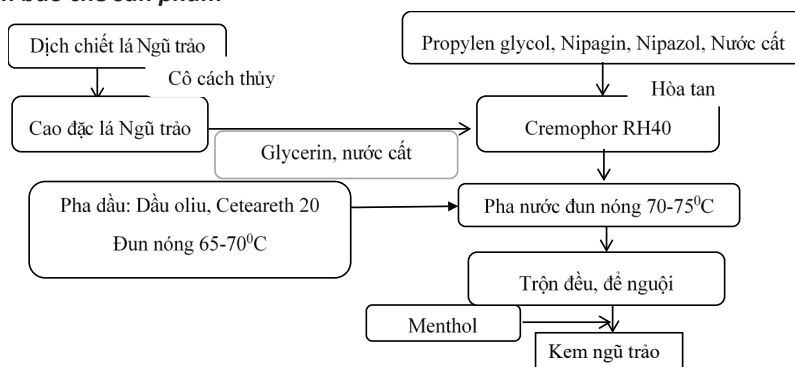 Dịch chiết lá Ngũ trảo
Propylen glycol, Nipagin, Nipazol, Nước cất
Cô cách thủy
Hòa tan
Cao đặc lá Ngũ trảo
Cremophor RH40
Glycerin, nước cất
Pha dầu: Dầu oliu, Ceteareth 20
Đun nóng 65-70⁰C
Pha nước đun nóng 70-75⁰C
Trộn đều, để nguội
Menthol
Kem ngũ trảo